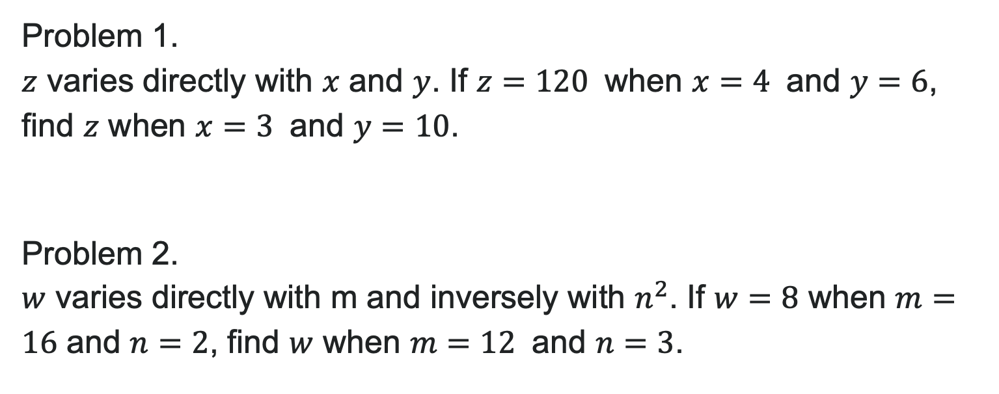 Problem 1.
z varies directly with x and y. If z = 120 when x = 4 and y = 6,
find z when x = 3 and y = 10.
Problem 2.
w varies directly with m and inversely with n². If w = 8 when m =
16 and n = 2, find w when m = 12 and n = 3.